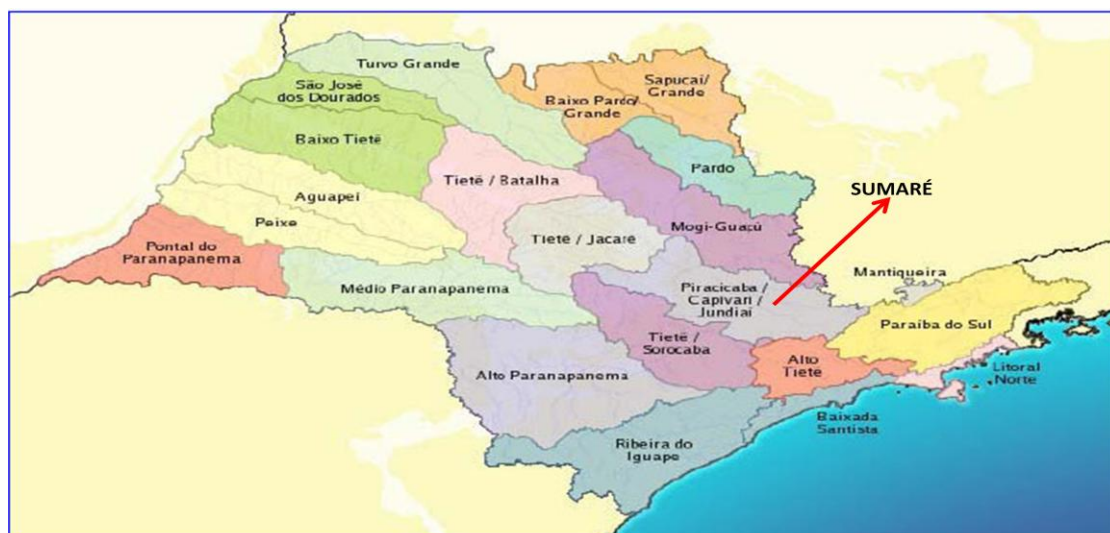 Turvo Grande
São José
dos Dourados
Sapucaí/
Grande
Baixo Pardo/
Grande
Baixo Tietê
Pardo
Tietê / Batalha
Aguapeí
SUMARÉ
Peixe
Mogi-Guaçú
Tietê / Jacaré
Pontal do
Paranapanema
Mantiqueira
Médio Paranapanema
Piracicaba /
Capivari /
Jundiaí
Paraíba do Sul
Tietê /
Sorocaba
Alto
Tietê
Litoral
Norte
Alto Paranapanema
Baixada
Santista
Ribeira do
Iguape